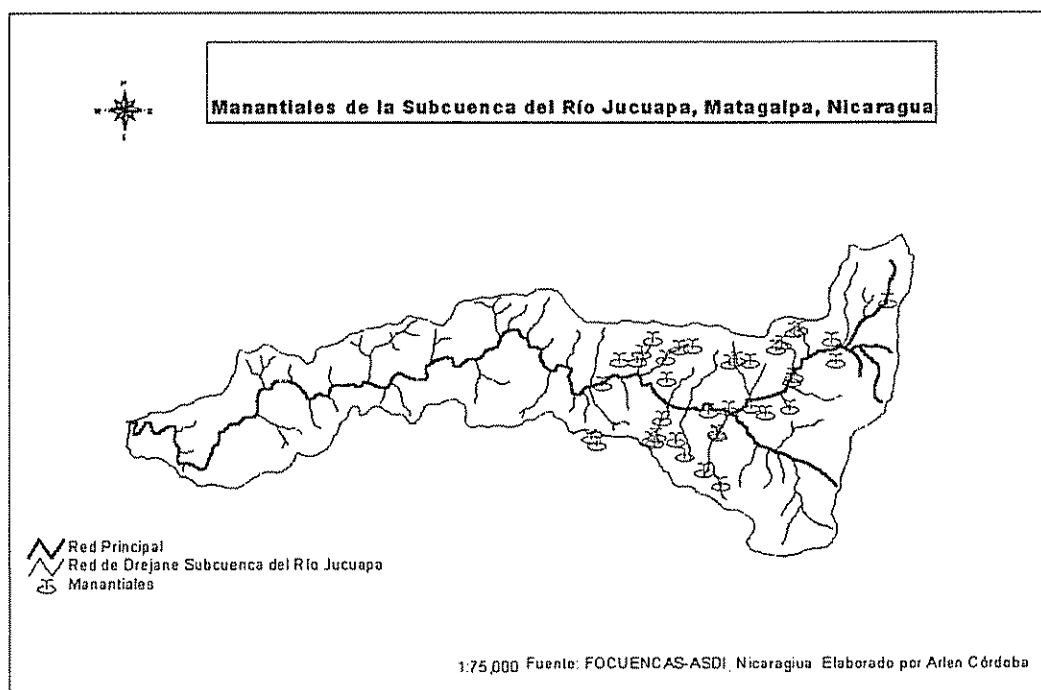 N
W E
S
Manantiales de la Subcuenca del Río Jucuapa, Matagalpa, Nicaragua
Red Principal
Red de Drejane Subcuenca del Río Jucuapa
Manantiales
1:75,000 Fuente: FOCUENCAS-ASDI, Nicaragiua Elaborado por Arlen Córdoba